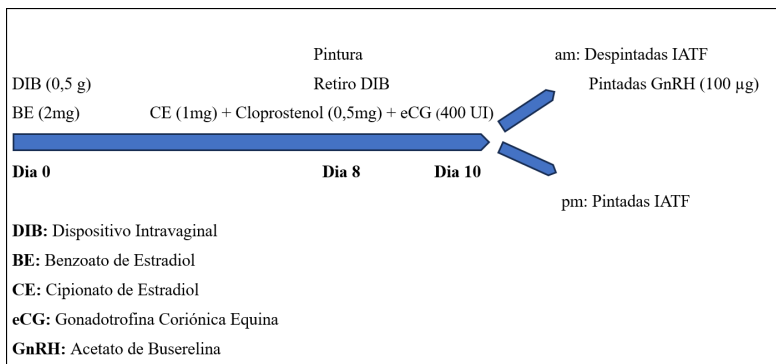 Pintura
am: Despintadas IATF
DIB (0,5 g)
Retiro DIB
Pintadas GnRH (100 µg)
BE (2mg)
CE (1mg) + Cloprostenol (0,5mg) + eCG (400 UI)
Dia 0
Dia 8
Dia 10
pm: Pintadas IATF
DIB: Dispositivo Intravaginal
BE: Benzoato de Estradiol
CE: Cipionato de Estradiol
eCG: Gonadotrofina Coriónica Equina
GnRH: Acetato de Buserelina